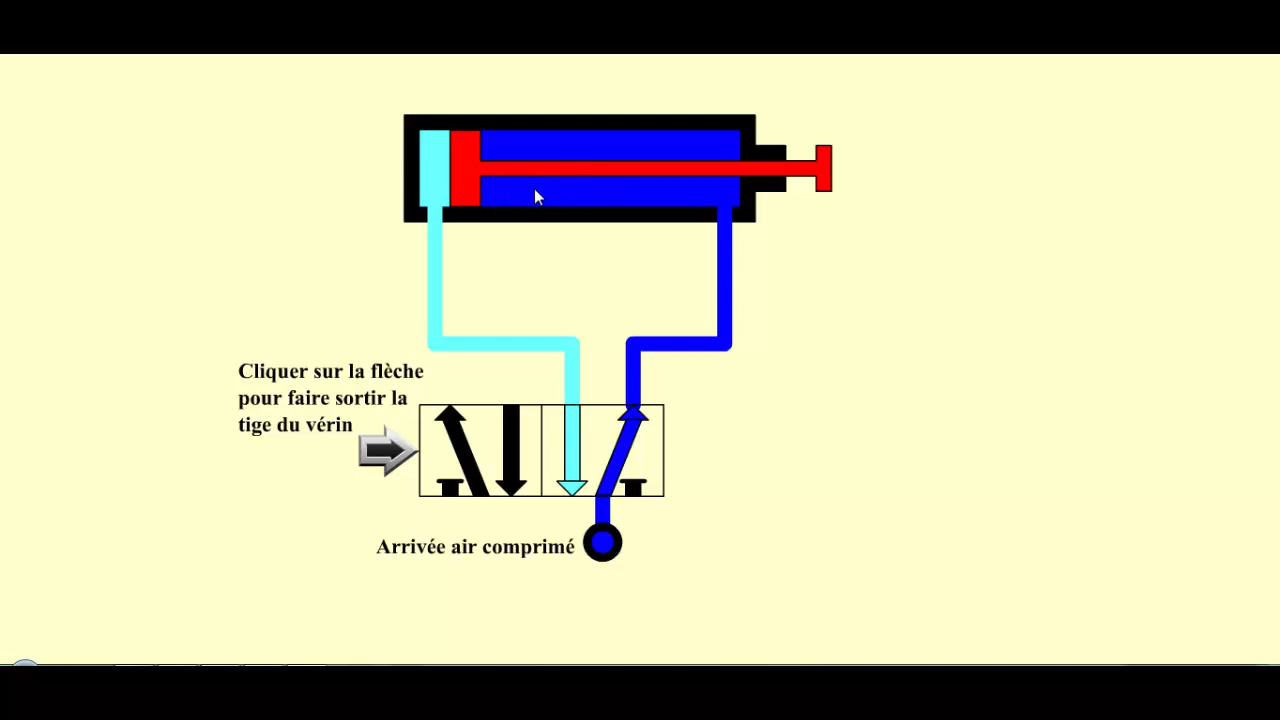 Cliquer sur la flèche
pour faire sortir la
tige du vérin
Arrivée air comprimé